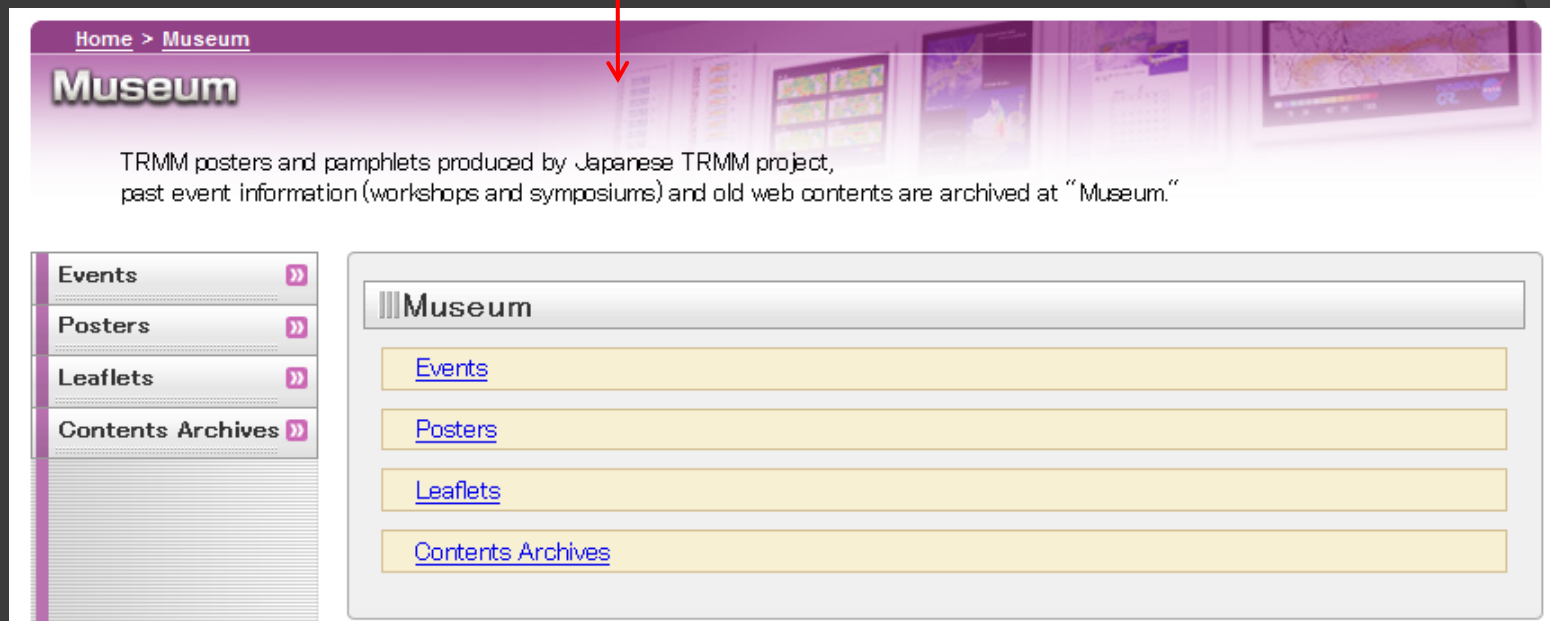 Home > Museum
Museum
TRMM posters and pamphlets produced by Japanese TRMM project,
past event information (workshops and symposiums) and old web contents are archived at "Museum."
Events
Posters
Leaflets
Contents Archives
Museum
Events
Posters
Leaflets
Contents Archives